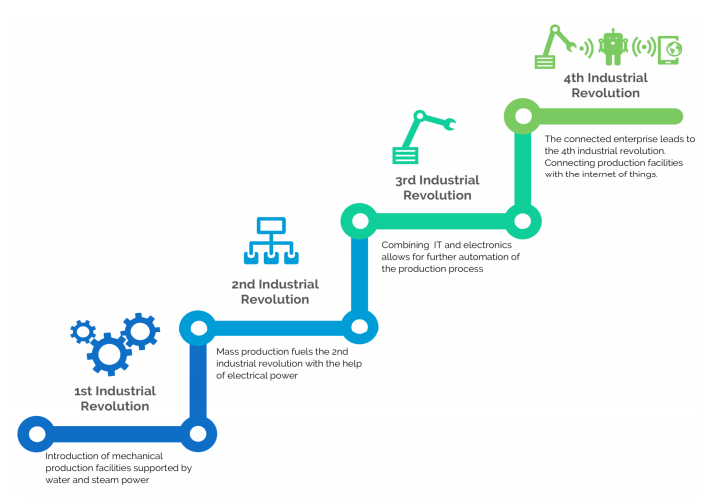 4th Industrial
Revolution
The connected enterprise leads to
the 4th industrial revolution.
Connecting production facilities
with the internet of things.
3rd Industrial
Revolution
Combining IT and electronics
allows for further automation of
the production process
2nd Industrial
Revolution
Mass production fuels the 2nd
industrial revolution with the help
of electrical power
1st Industrial
Revolution
Introduction of mechanical
production facilities supported by
water and steam power